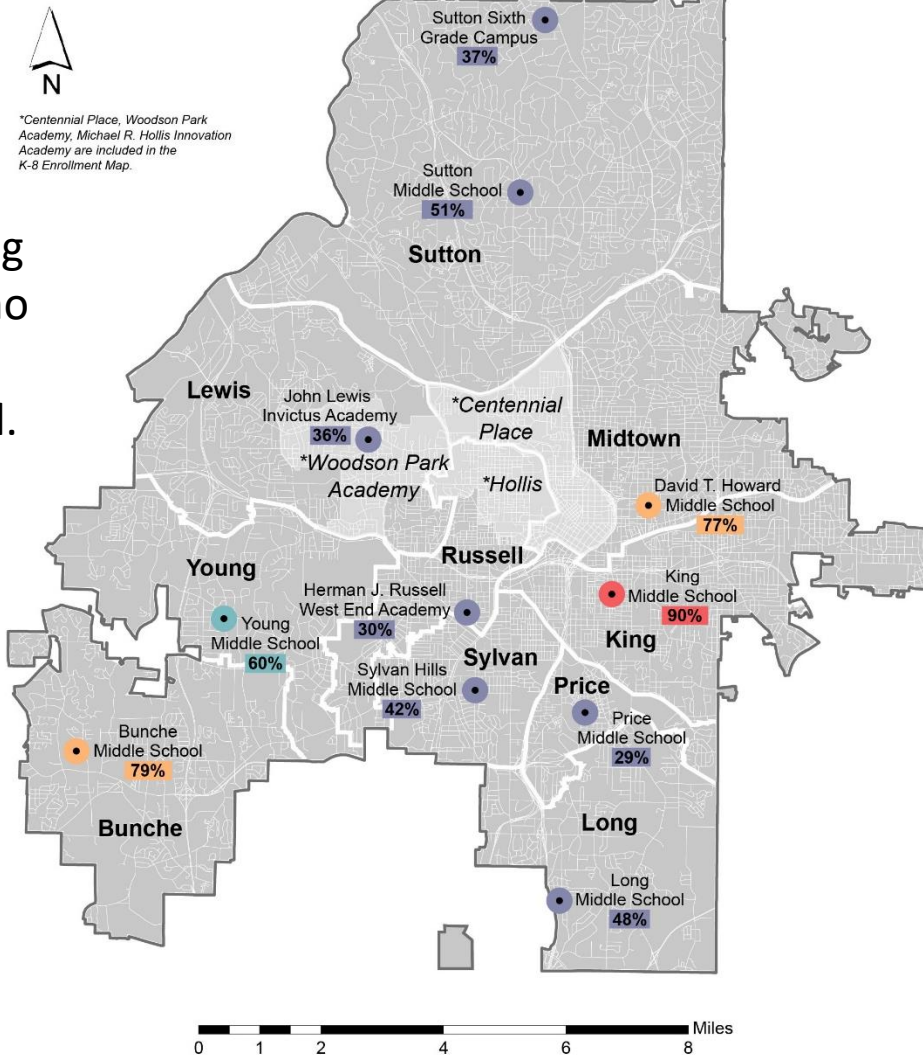 N
*Centennial Place, Woodson Park
Academy, Michael R. Hollis Innovation
Academy are included in the
K-8 Enrollment Map.
Sutton Sixth
Grade Campus
37%
Sutton
Middle School
51%
Sutton
Lewis
John Lewis
Invictus Academy
36%
*Woodson Park
Academy
*Centennial
Place
*Hollis
Midtown
David T. Howard
Middle School
77%
Russell
Young
Herman J. Russell
West End Academy
30%
King
Middle School
90%
King
Young
Middle School
60%
Sylvan
Sylvan Hills
Middle School
42%
Price
Price
Middle School
29%
Bunche
Middle School
79%
Bunche
Long
Long
Middle School
48%
Miles
0 1 2 4 6 8